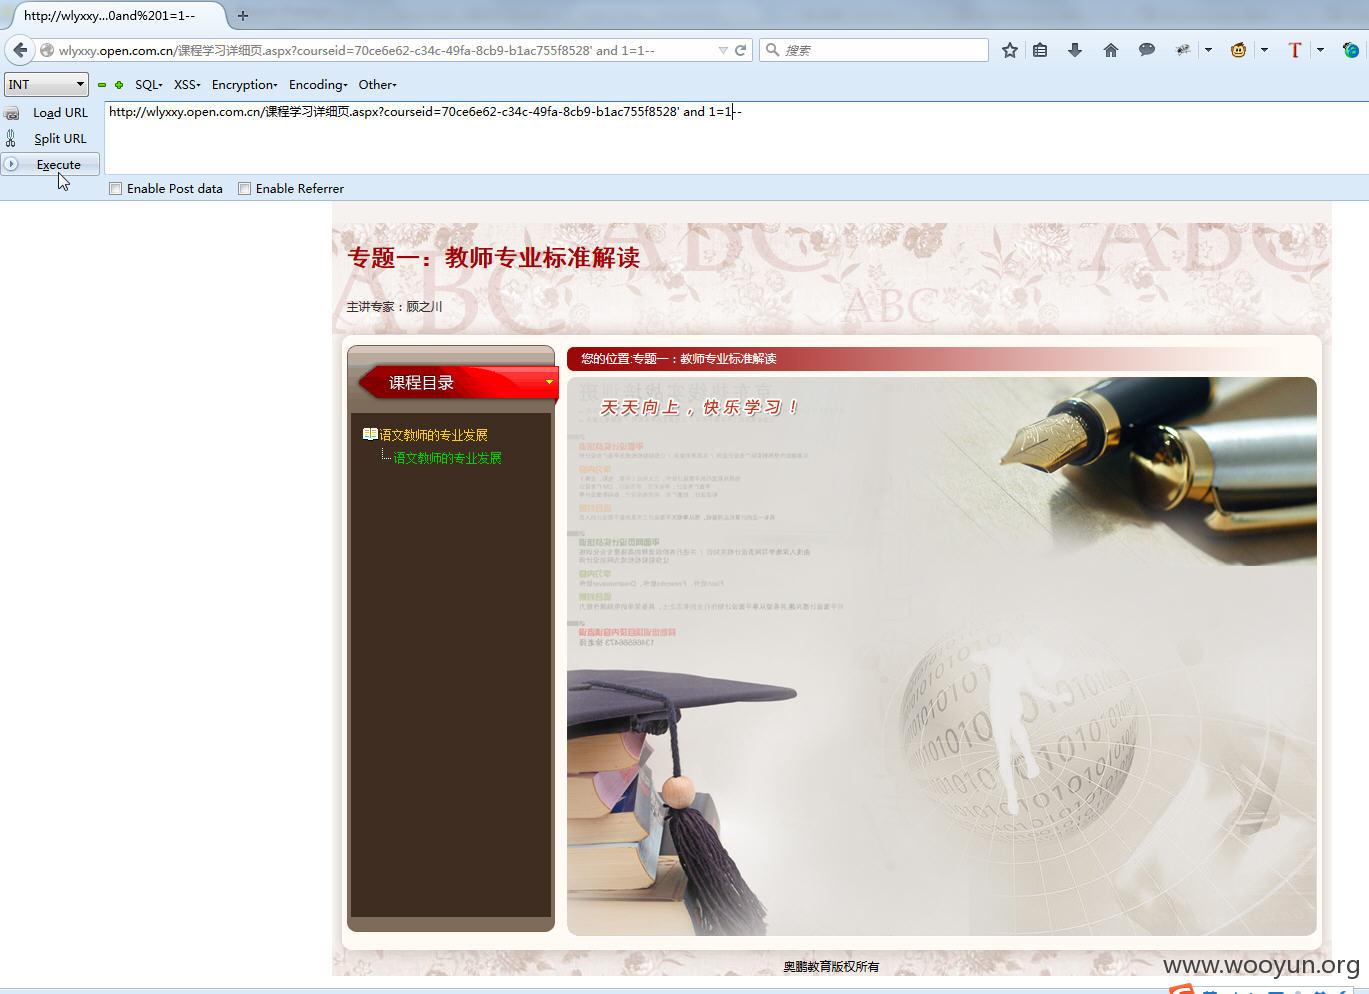 http://wlyxxy...0and%201=1--
wlyxxy.open.com.cn/课程学习详细页.aspx?courseid=70ce6e62-c34c-49fa-8cb9-b1ac755f8528' and 1=1--
搜索
INT
SQL
XSS
Encryption
Encoding
Other
Load URL
http://wlyxxy.open.com.cn/课程学习详细页.aspx?courseid=70ce6e62-c34c-49fa-8cb9-b1ac755f8528' and 1=1--
Split URL
Execute
Enable Post data
Enable Referrer
ABC
专题一：教师专业标准解读
主讲专家：顾之川
ABC
ABC
您的位置:专题一：教师专业标准解读
课程目录
天天向上，快乐学习！
语文教师的专业发展
语文教师的专业发展
奥鹏教育版权所有
www.wooyun.org